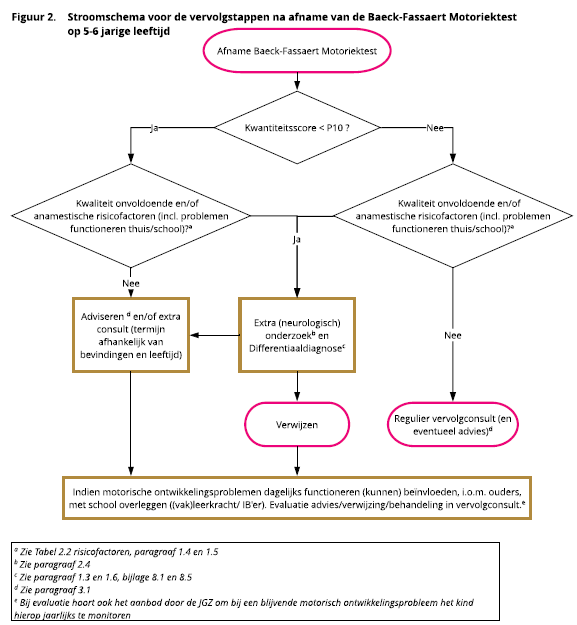 Figuur 2. Stroomschema voor de vervolgstappen na afname van de Baeck-Fassaert Motoriektest
op 5-6 jarige leeftijd
Afname Baeck-Fassaert Motoriektest
Kwantiteitsscore < P10 ?
Ja
Nee
Kwaliteit onvoldoende en/of
anamestische risicofactoren (incl. problemen
functioneren thuis/school)?ᵃ
Kwaliteit onvoldoende en/of
anamestische risicofactoren (incl. problemen
functioneren thuis/school)?ᵃ
Ja
Nee
Adviseren ᵈ en/of extra
consult (termijn
afhankelijk van
bevindingen en leeftijd)
Extra (neurologisch)
onderzoekᵇ en
Differentiaaldiagnoseᶜ
Nee
Verwijzen
Regulier vervolgconsult (en
eventueel advies)ᵈ
Indien motorische ontwikkelingsproblemen dagelijks functioneren (kunnen) beïnvloeden, i.o.m. ouders,
met school overleggen ((vak)leerkracht/ IB'er). Evaluatie advies/verwijzing/behandeling in vervolgconsult.ᵉ
ᵃ Zie Tabel 2.2 risicofactoren, paragraaf 1.4 en 1.5
ᵇ Zie paragraaf 2.4
ᶜ Zie paragraaf 1.3 en 1.6, bijlage 8.1 en 8.5
ᵈ Zie paragraaf 3.1
ᵉ Bij evaluatie hoort ook het aanbod door de JGZ om bij een blijvende motorisch ontwikkelingsprobleem het kind
hierop jaarlijks te monitoren